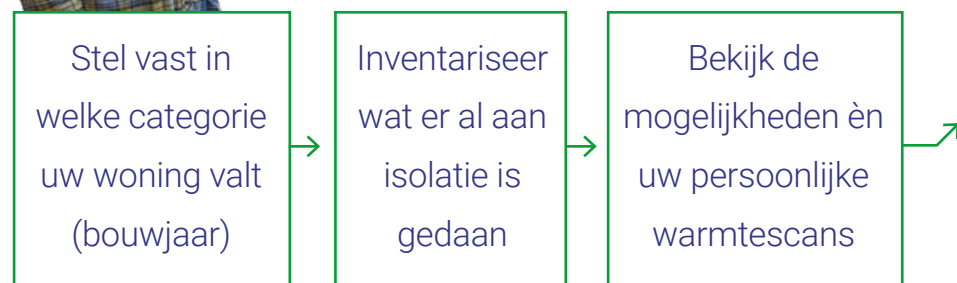 Stel vast in
welke categorie
uw woning valt
(bouwjaar)
Inventariseer
wat er al aan
isolatie is
gedaan
Bekijk de
mogelijkheden èn
uw persoonlijke
warmtescans